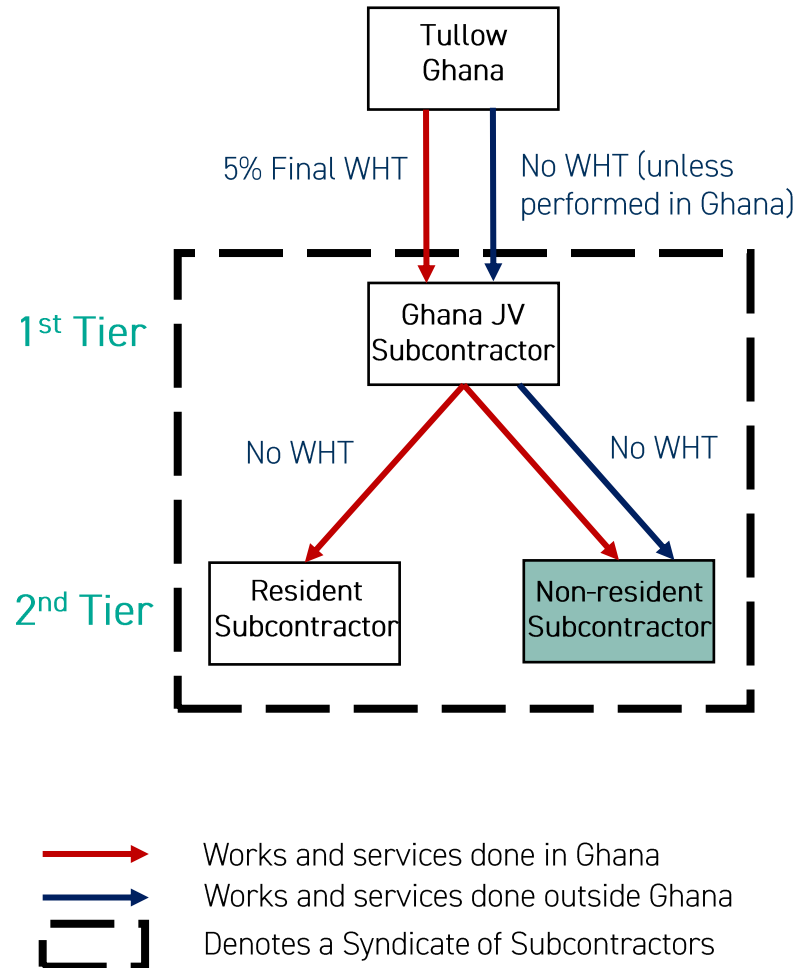 Tullow
Ghana
5% Final WHT
No WHT (unless
performed in Ghana)
1st Tier
Ghana JV
Subcontractor
No WHT
No WHT
2nd Tier
Resident
Subcontractor
Non-resident
Subcontractor
Works and services done in Ghana
Works and services done outside Ghana
Denotes a Syndicate of Subcontractors